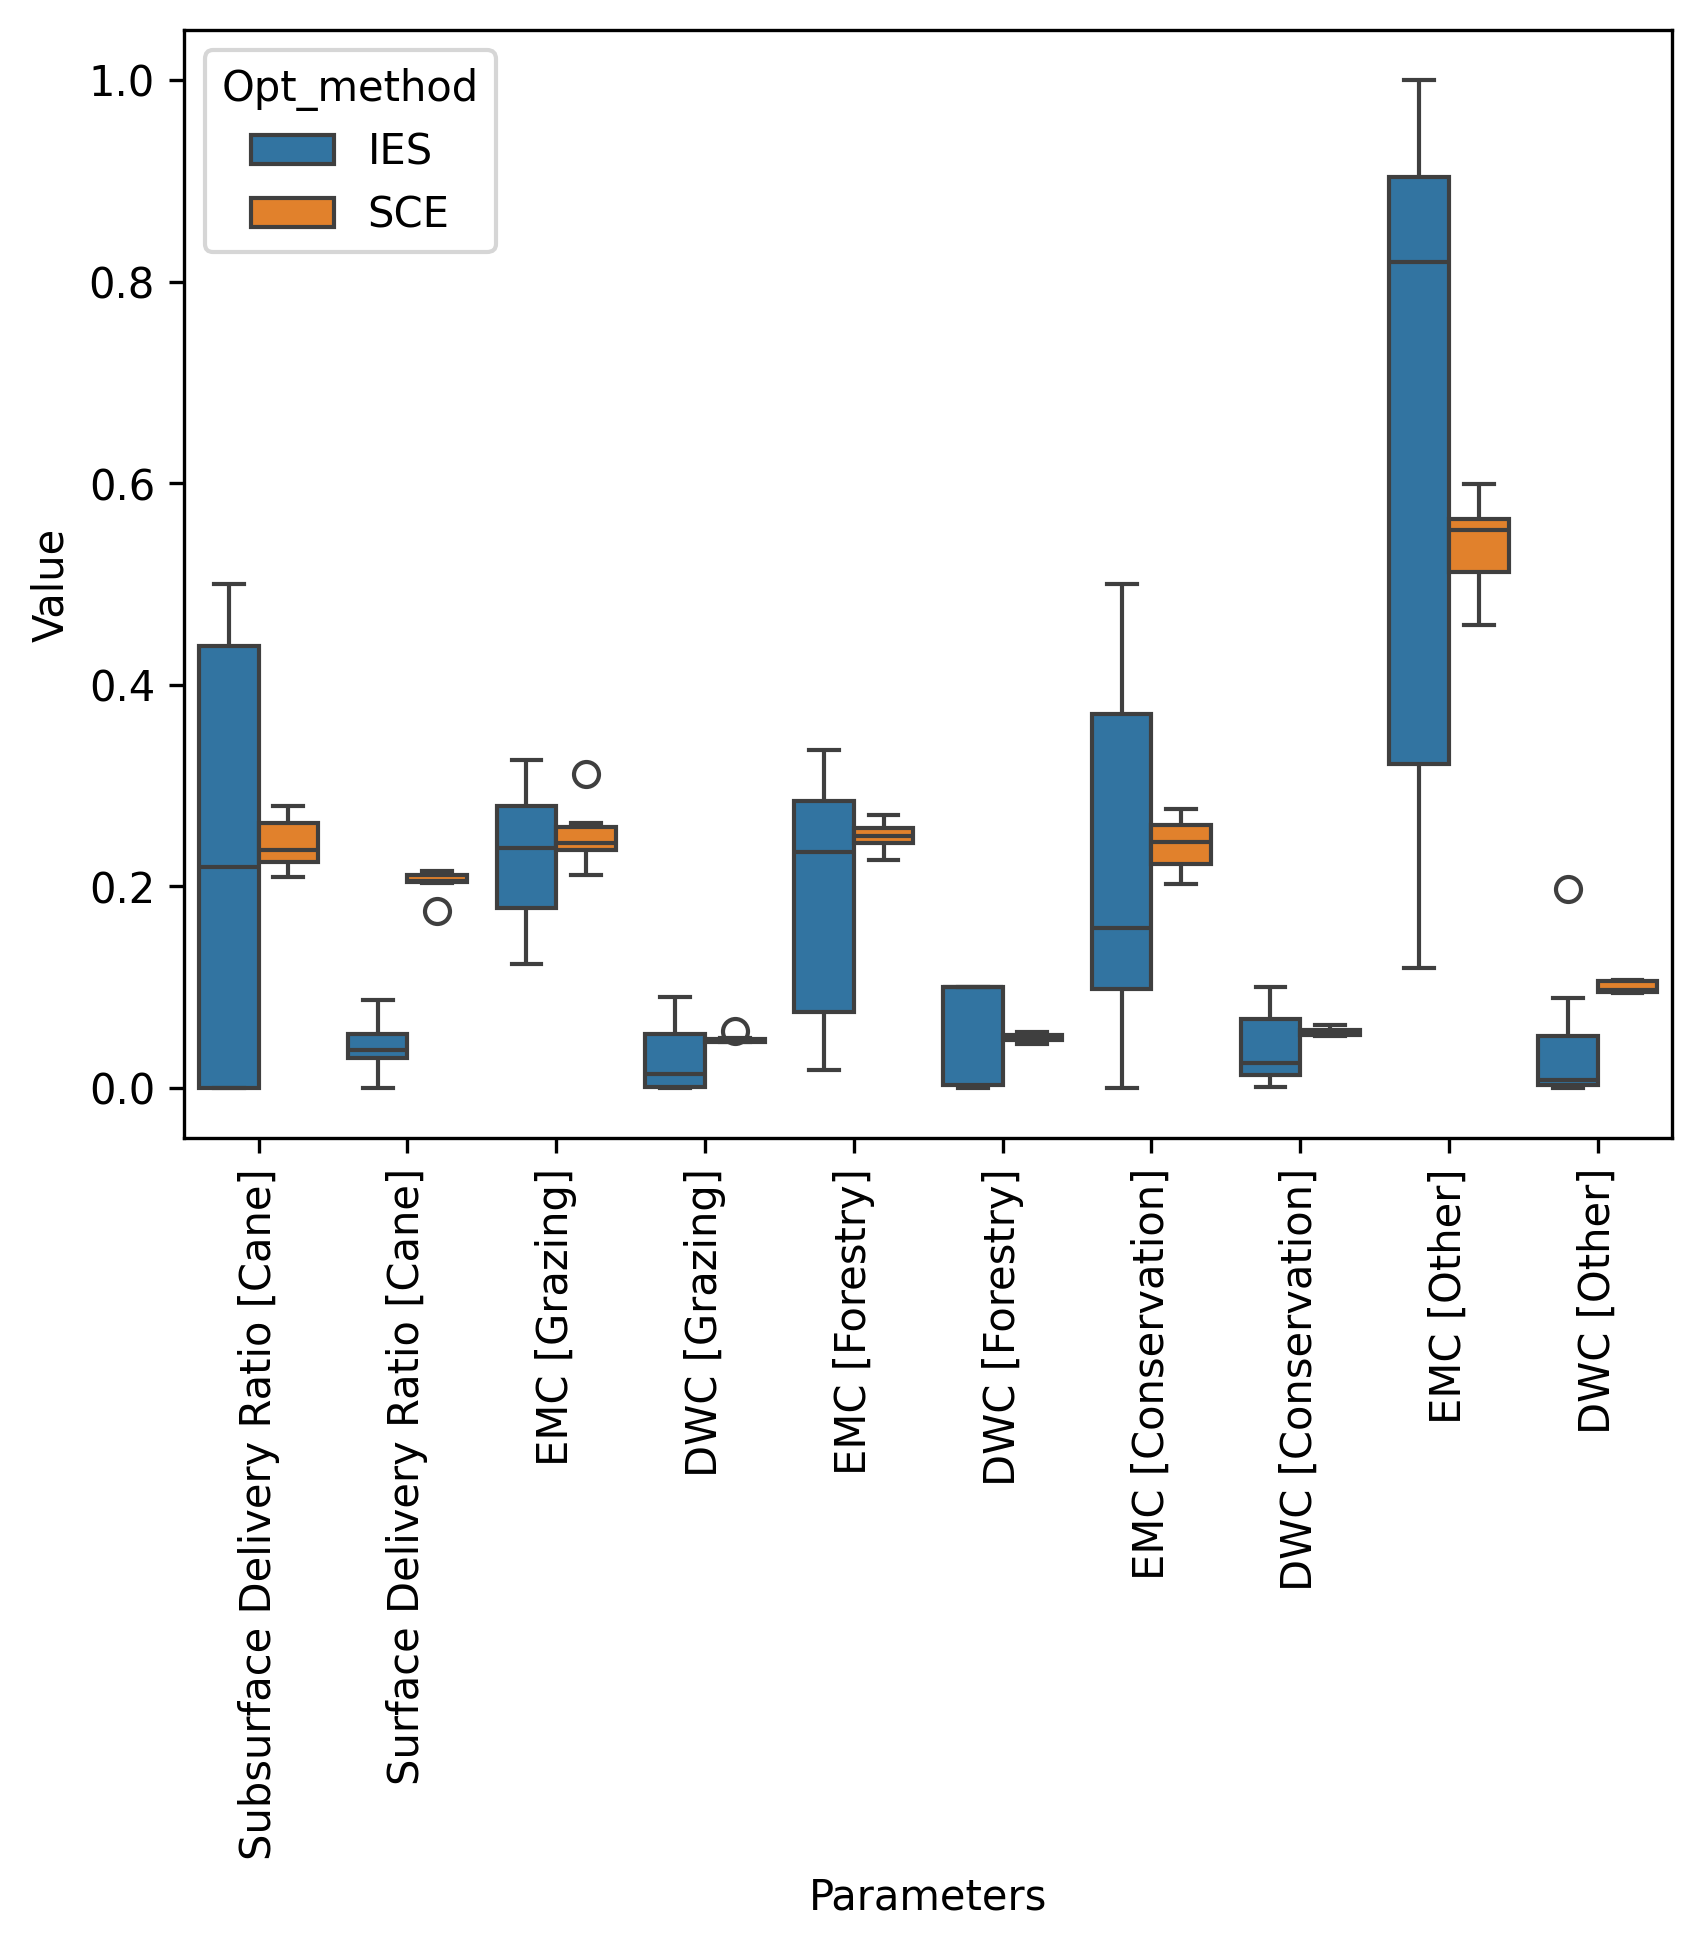 Opt_method
IES
SCE
1.0
0.8
0.6
0.4
0.2
0.0
Value
Subsurface Delivery Ratio [Cane]
Surface Delivery Ratio [Cane]
EMC [Grazing]
DWC [Grazing]
EMC [Forestry]
DWC [Forestry]
EMC [Conservation]
DWC [Conservation]
EMC [Other]
DWC [Other]
Parameters